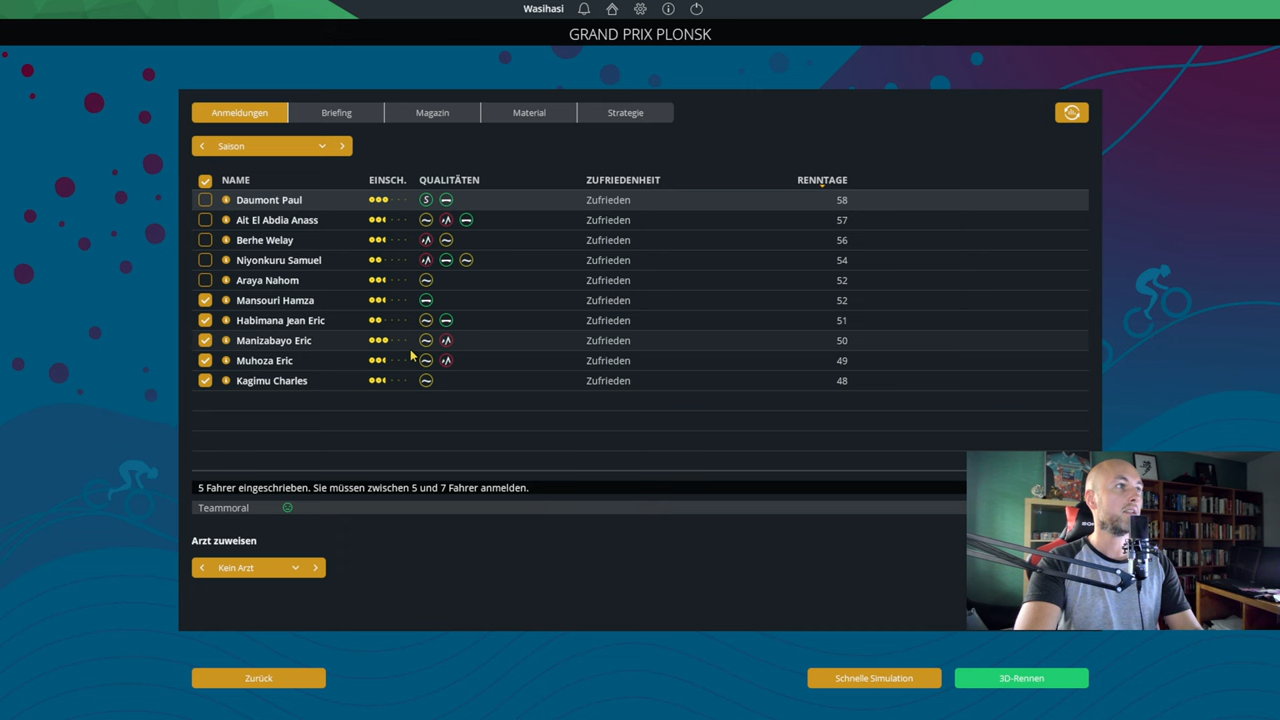 Wasihasi
GRAND PRIX PLONSK
Anmeldungen Briefing Magazin Material Strategie
Saison
NAME EINSCH. QUALITÄTEN ZUFRIEDENHEIT RENNTAGE
Daumont Paul S Zufrieden 58
Ait El Abdia Anass Zufrieden 57
Berhe Welay Zufrieden 56
Niyonkuru Samuel Zufrieden 54
Araya Nahom Zufrieden 52
Mansouri Hamza Zufrieden 52
Habimana Jean Eric Zufrieden 51
Manizabayo Eric Zufrieden 50
Muhoza Eric Zufrieden 49
Kagimu Charles Zufrieden 48
5 Fahrer eingeschrieben. Sie müssen zwischen 5 und 7 Fahrer anmelden.
Teammoral
Arzt zuweisen
Kein Arzt
Zurück Schnelle Simulation 3D-Rennen